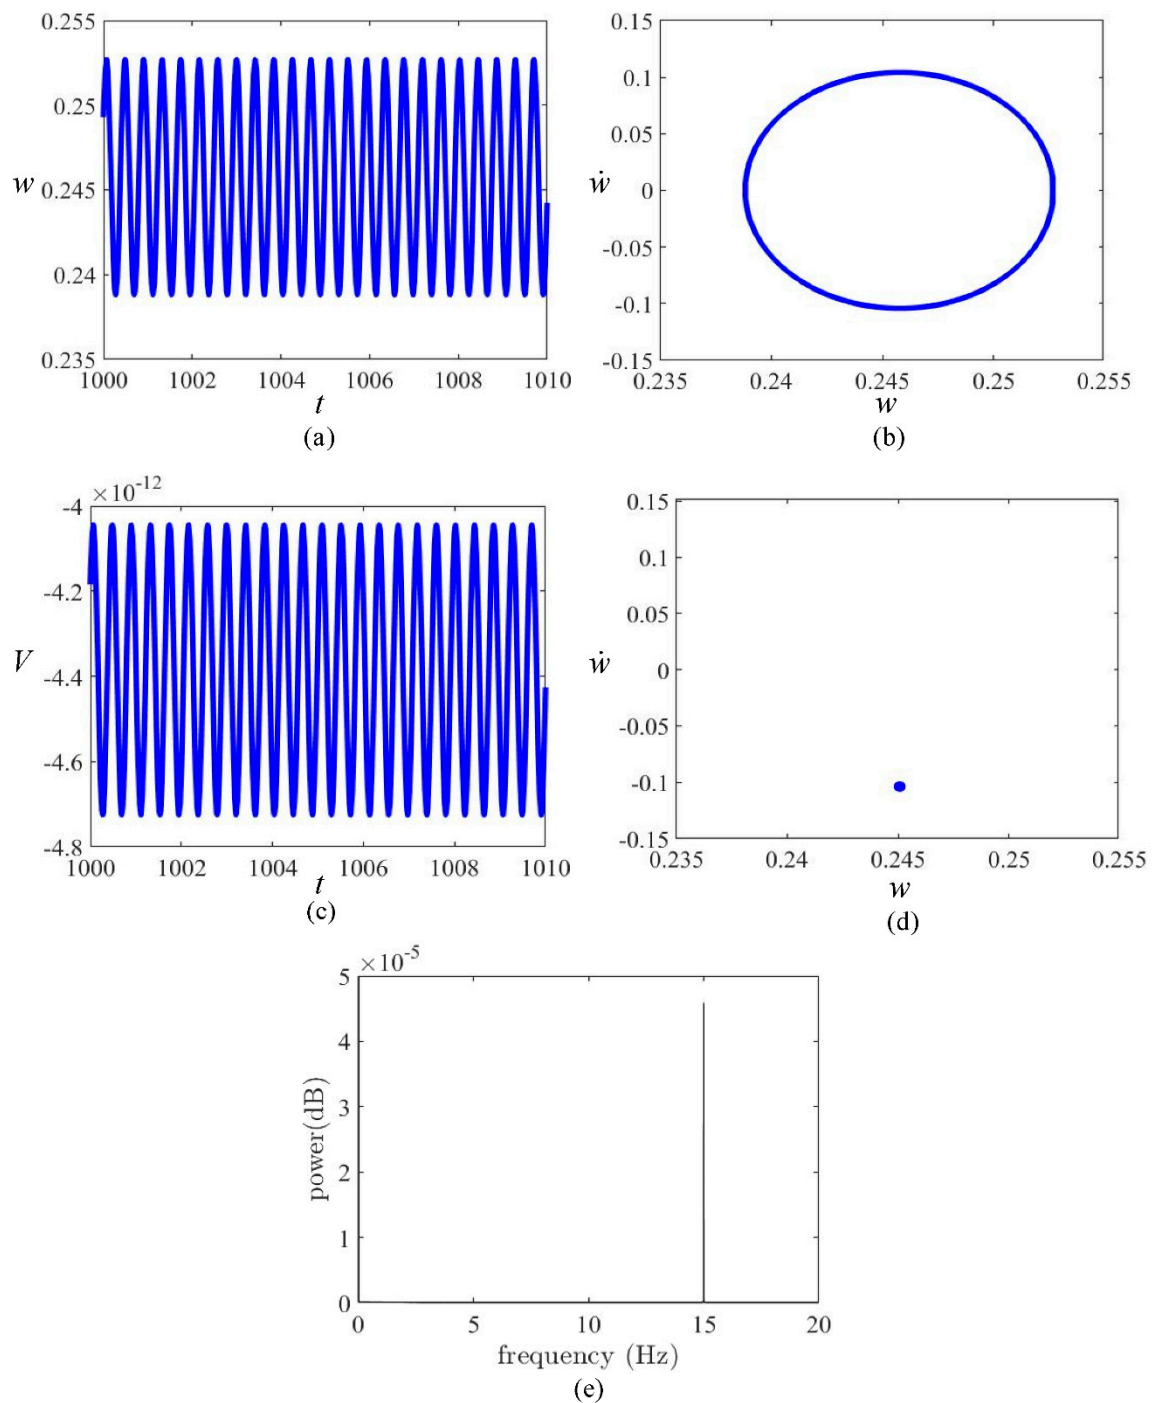 0.255
0.25
w 0.245
0.24
0.235
1000 1002 1004 1006 1008 1010
t
(a)
0.15
0.1
0.05
ẇ 0
-0.05
-0.1
-0.15
0.235 0.24 0.245 0.25 0.255
w
(b)
×10-12
-4
-4.2
V -4.4
-4.6
-4.8
1000 1002 1004 1006 1008 1010
t
(c)
0.15
0.1
0.05
ẇ 0
-0.05
-0.1
-0.15
0.235 0.24 0.245 0.25 0.255
w
(d)
×10-5
5
4
3
power(dB)
2
1
0
0 5 10 15 20
frequency (Hz)
(e)